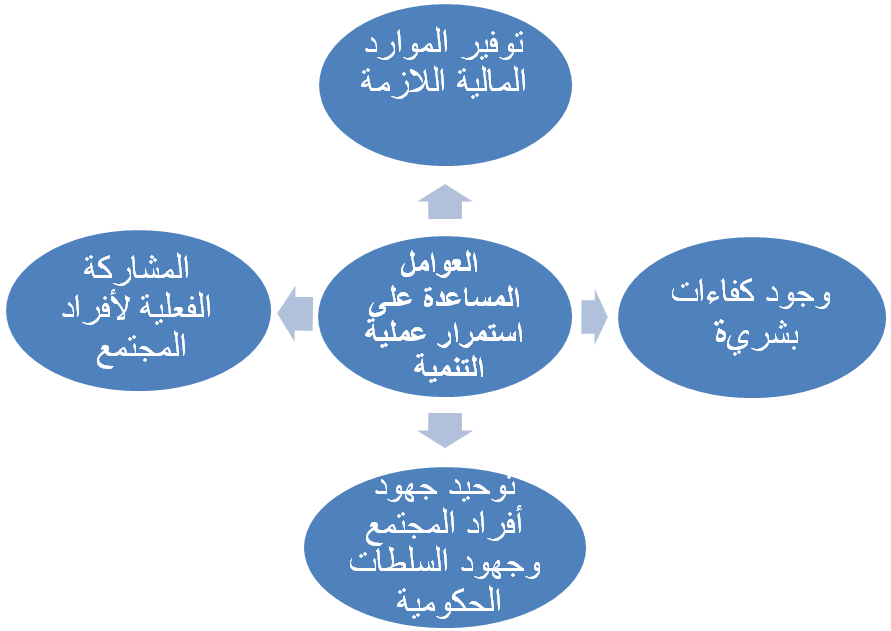 توفير الموارد
المالية اللازمة
العوامل
المساعدة على
استمرار عملية
التنمية
وجود كفاءات
بشرية
المشاركة
الفعلية لأفراد
المجتمع
توحيد جهود
أفراد المجتمع
وجهود السلطات
الحكومية